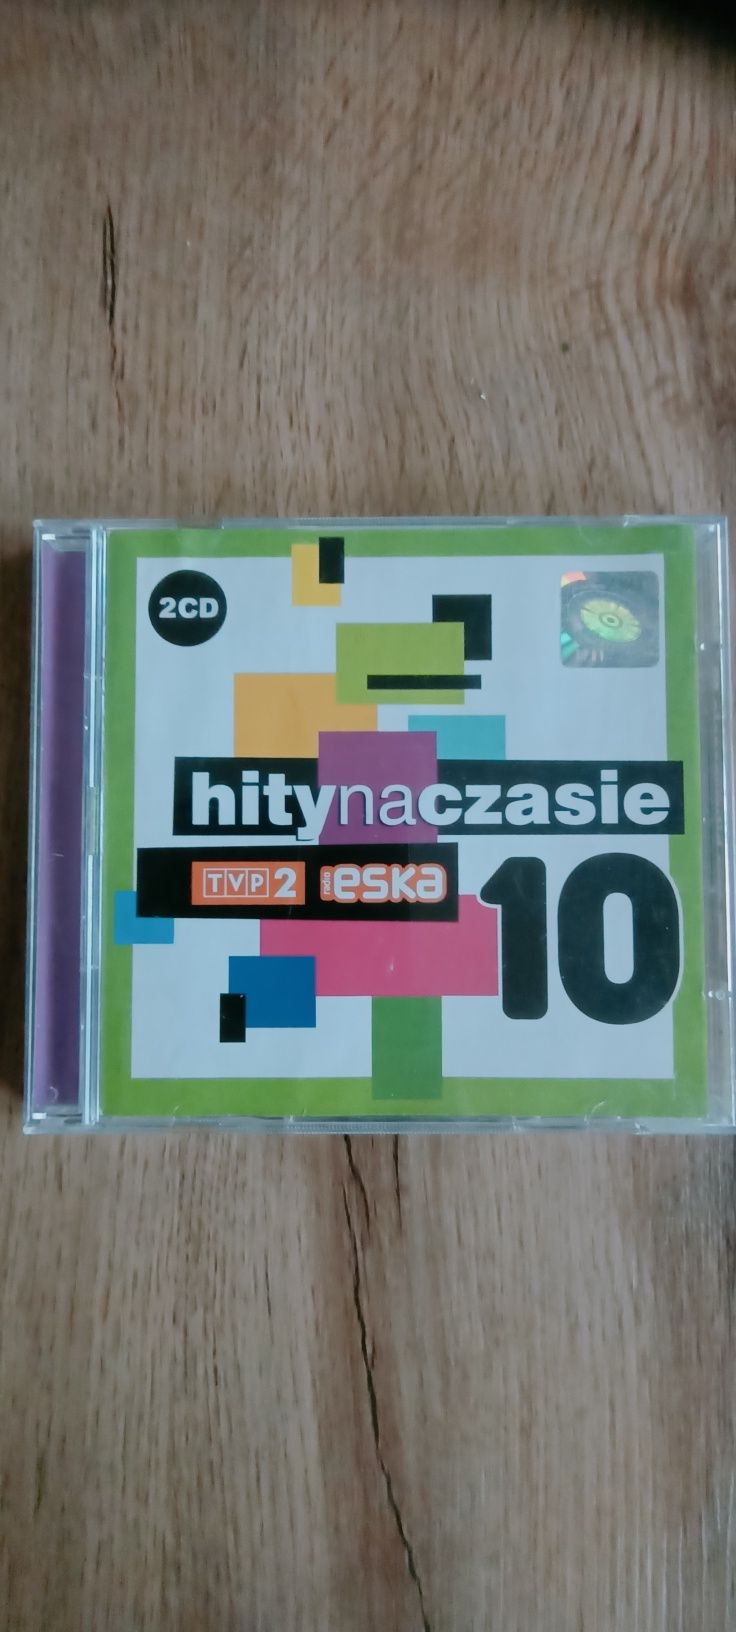 2CD
hitynaczasie
TVP2 radio eska
10